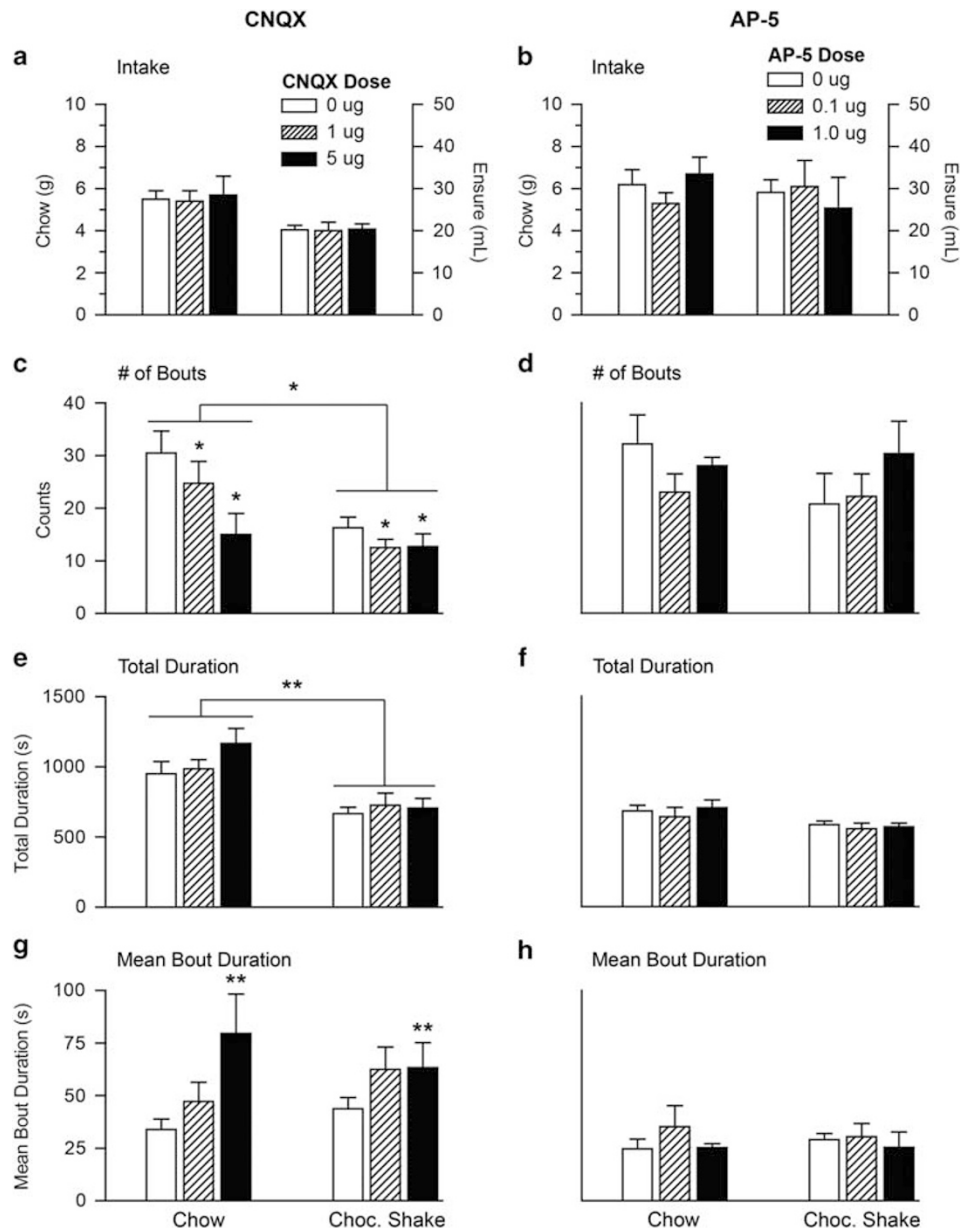 CNQX
AP-5
a
Intake
CNQX Dose
0 ug
1 ug
5 ug
Chow (g)
10
8
6
4
2
0
50
40
30
20
10
0
Ensure (mL)
b
Intake
AP-5 Dose
0 ug
0.1 ug
1.0 ug
Chow (g)
10
8
6
4
2
0
50
40
30
20
10
0
Ensure (mL)
c
# of Bouts
Counts
40
30
20
10
0
*
*
*
*
*
d
# of Bouts
e
Total Duration
Total Duration (s)
1500
1000
500
0
**
f
Total Duration
g
Mean Bout Duration
Mean Bout Duration (s)
100
75
50
25
0
**
**
Chow
Choc. Shake
h
Mean Bout Duration
Chow
Choc. Shake